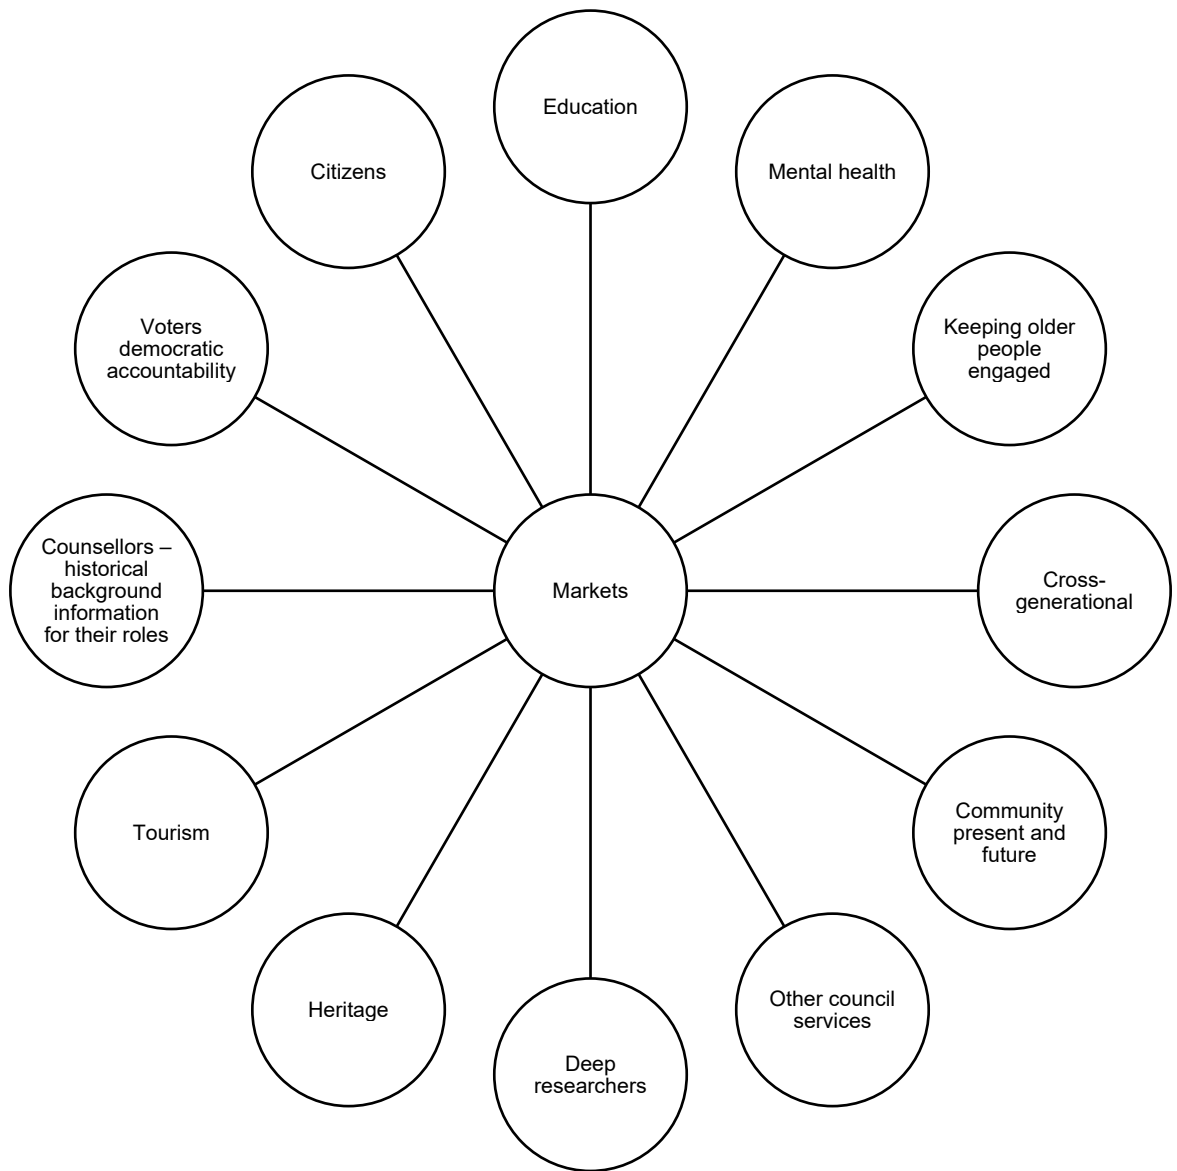 Education
Mental health
Keeping older
people
engaged
Cross-
generational
Community
present and
future
Other council
services
Deep
researchers
Heritage
Tourism
Counsellors –
historical
background
information
for their roles
Voters
democratic
accountability
Citizens
Markets